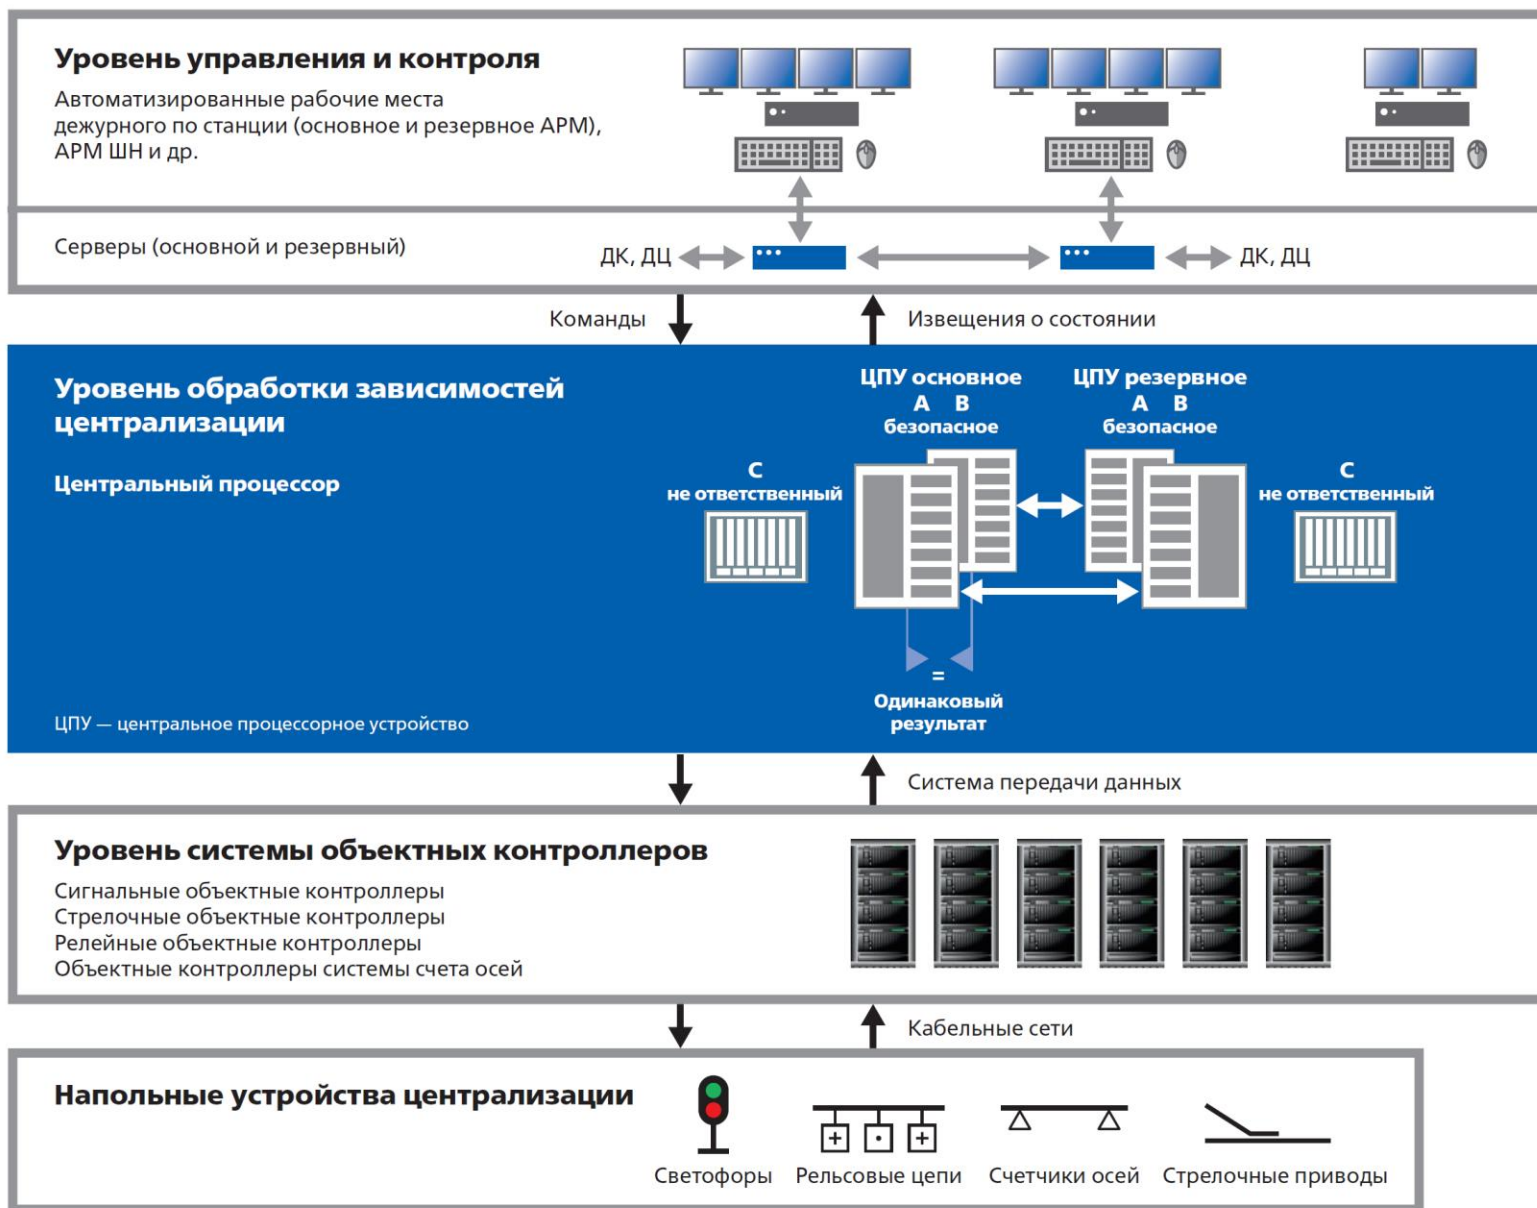 Уровень управления и контроля
Автоматизированные рабочие места
дежурного по станции (основное и резервное АРМ),
АРМ ШН и др.
Серверы (основной и резервный)
ДК, ДЦ
ДК, ДЦ
Команды
Извещения о состоянии
Уровень обработки зависимостей
централизации
Центральный процессор
ЦПУ основное
А В
безопасное
ЦПУ резервное
А В
безопасное
С
не ответственный
С
не ответственный
=
Одинаковый
результат
ЦПУ — центральное процессорное устройство
Система передачи данных
Уровень системы объектных контроллеров
Сигнальные объектные контроллеры
Стрелочные объектные контроллеры
Релейные объектные контроллеры
Объектные контроллеры системы счета осей
Кабельные сети
Напольные устройства централизации
Светофоры
Рельсовые цепи
Счетчики осей
Стрелочные приводы